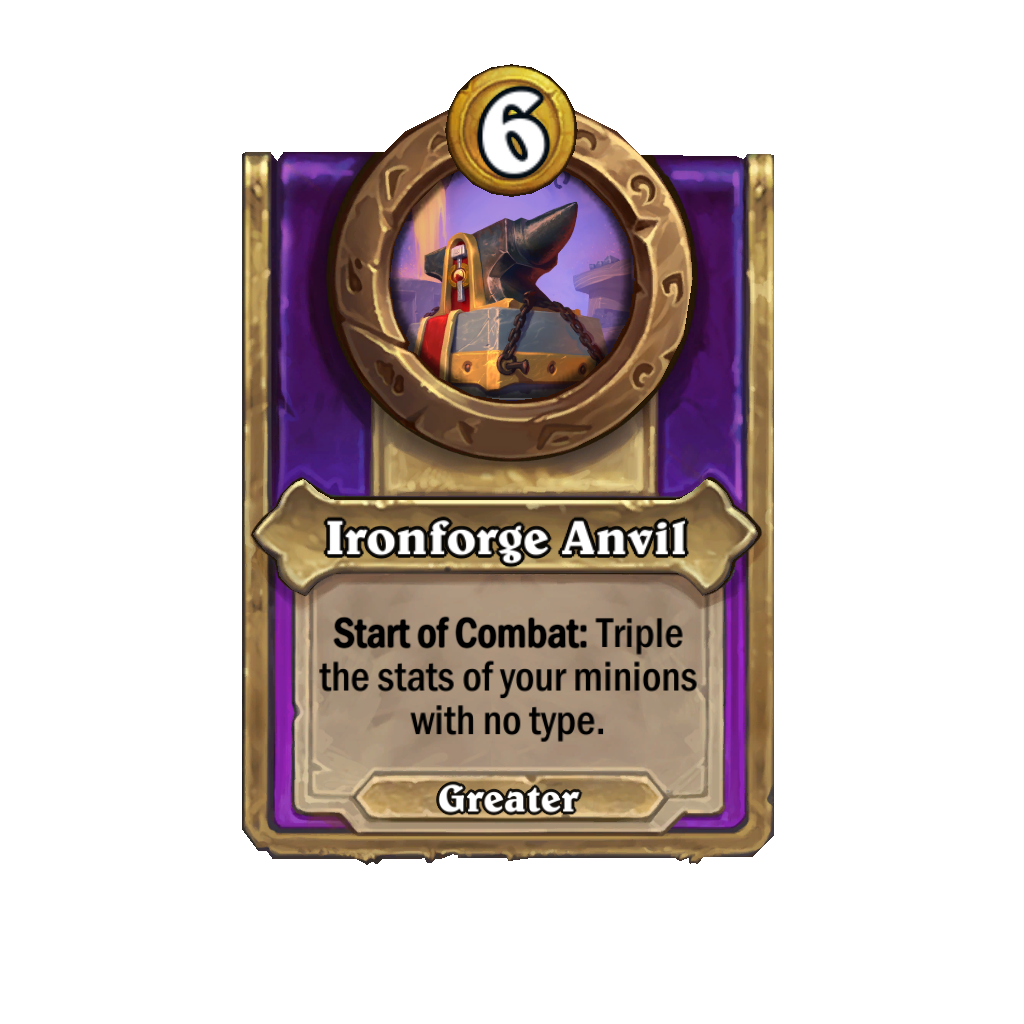 6
Ironforge Anvil
Start of Combat: Triple
the stats of your minions
with no type.
Greater